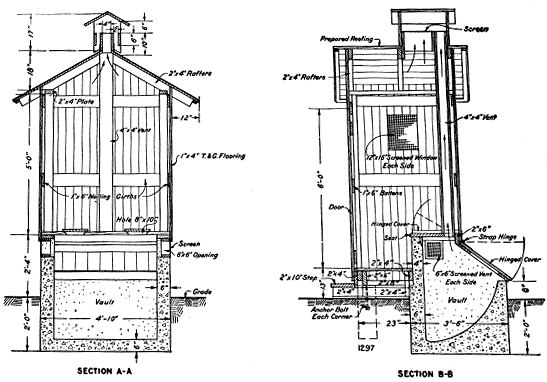 17"
6"
6"
10"
18"
2"x4" Rafters
2"x4" Plate
4"x4" Vent
12"
5'-0"
1"x4" T.&G. Flooring
1"x6" Nailing Girths
Hole 8"x10"
Screen
6"x6" Opening
2'-4"
Vault
Grade
6"
4'-10"
2'-0"
6"
SECTION A-A
Screen
Prepared Roofing
2"x4" Rafters
4"x4" Vent
12"x16" Screened Window
Each Side
6'-0"
1"x6" Battens
Door
Hinged Cover
Seat
2"x6"
Strap Hinge
Hinged Cover
6"x6" Screened Vent
Each Side
2"x4"
2"x4"
2"x10" Step
2"x4"
Anchor Bolt
Each Corner
Vault
6"
23"
3'-6"
2'-0"
1297
SECTION B-B